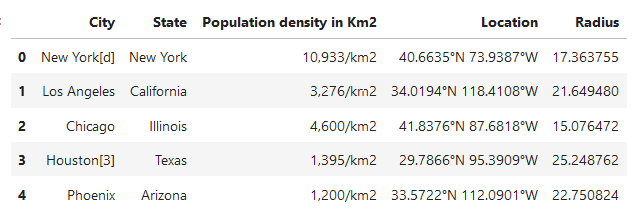 City State Population density in Km2 Location Radius
0 New York[d] New York 10,933/km2 40.6635°N 73.9387°W 17.363755
1 Los Angeles California 3,276/km2 34.0194°N 118.4108°W 21.649480
2 Chicago Illinois 4,600/km2 41.8376°N 87.6818°W 15.076472
3 Houston[3] Texas 1,395/km2 29.7866°N 95.3909°W 25.248762
4 Phoenix Arizona 1,200/km2 33.5722°N 112.0901°W 22.750824